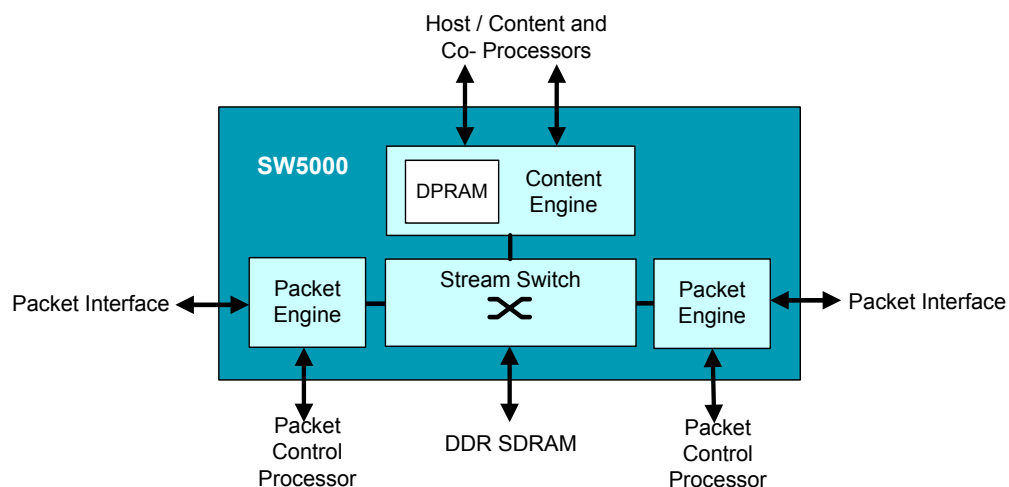 Host / Content and
Co- Processors
SW5000
DPRAM
Content
Engine
Stream Switch
Packet
Engine
Packet
Engine
Packet Interface
Packet Interface
Packet
Control
Processor
DDR SDRAM
Packet
Control
Processor